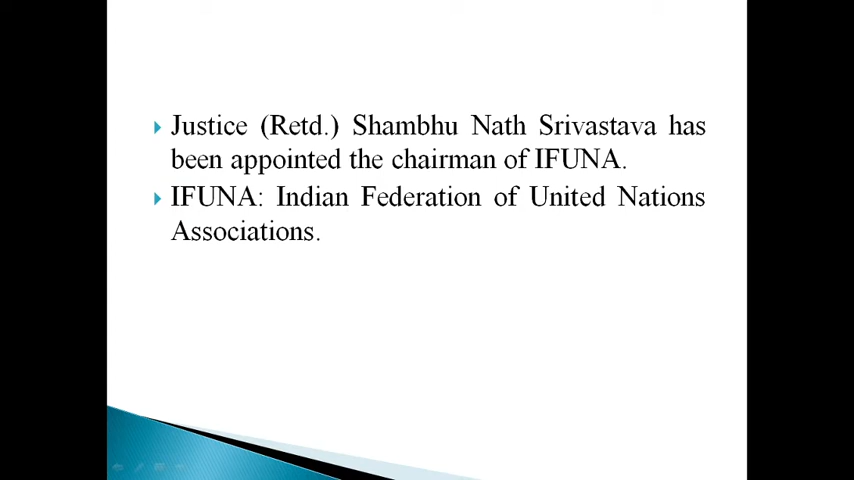 Justice (Retd.) Shambhu Nath Srivastava has
been appointed the chairman of IFUNA.
IFUNA: Indian Federation of United Nations
Associations.